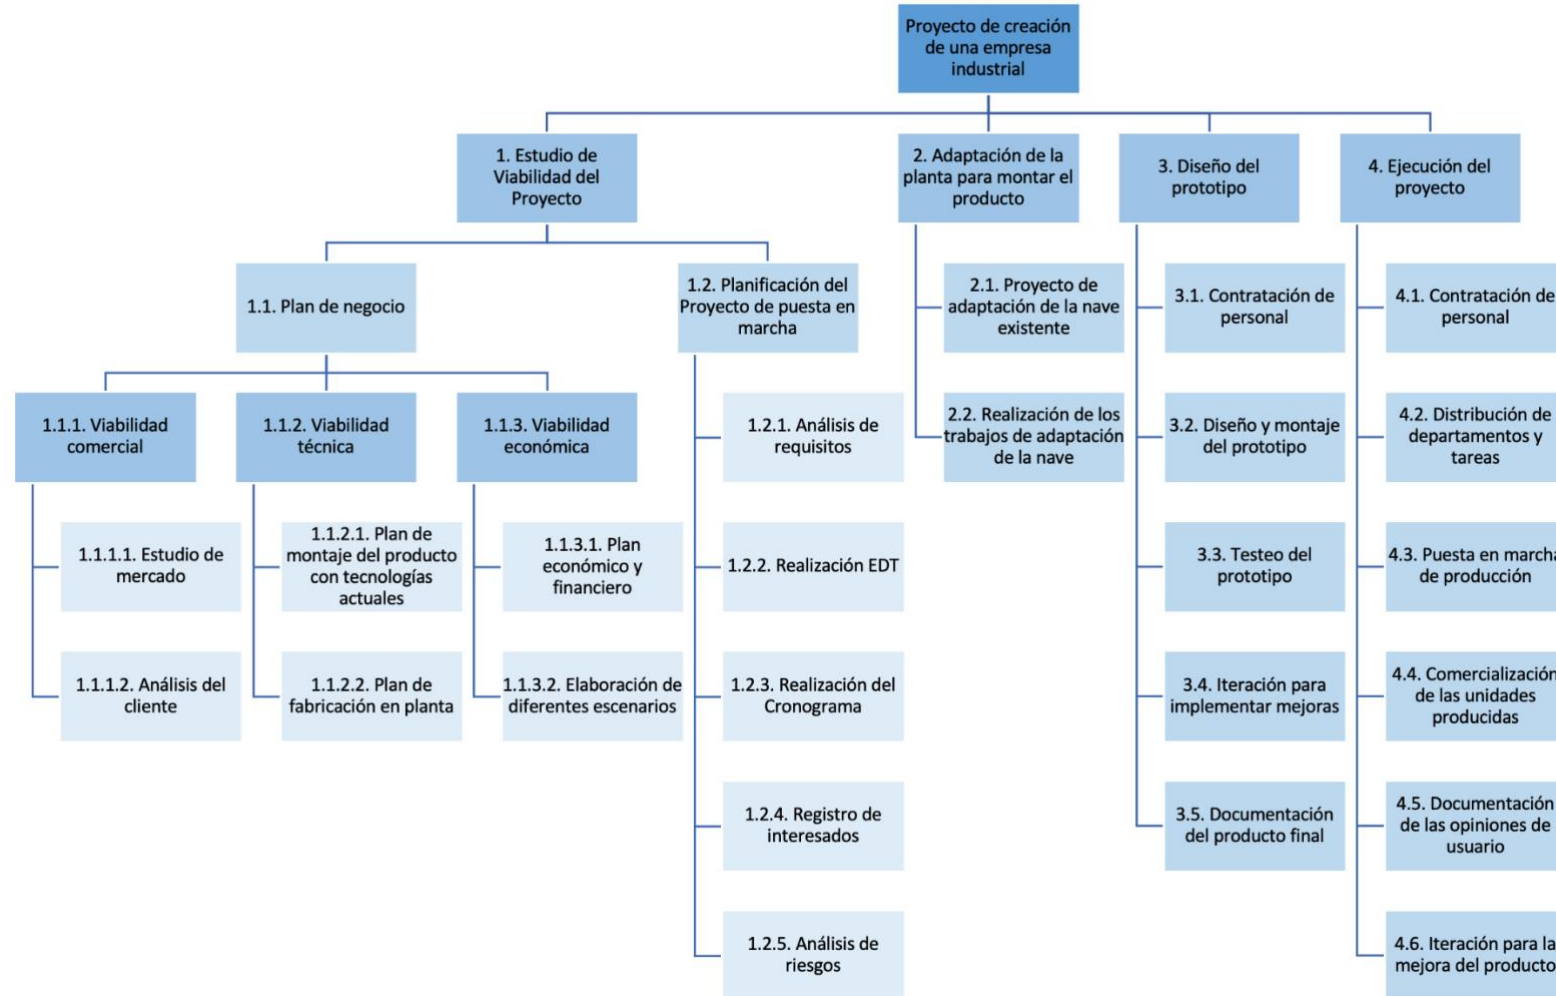 Proyecto de creación
de una empresa
industrial
1. Estudio de
Viabilidad del
Proyecto
2. Adaptación de la
planta para montar el
producto
3. Diseño del
prototipo
4. Ejecución del
proyecto
1.1. Plan de negocio
1.2. Planificación del
Proyecto de puesta en
marcha
2.1. Proyecto de
adaptación de la nave
existente
3.1. Contratación de
personal
4.1. Contratación de
personal
1.1.1. Viabilidad
comercial
1.1.2. Viabilidad
técnica
1.1.3. Viabilidad
económica
1.2.1. Análisis de
requisitos
2.2. Realización de los
trabajos de adaptación
de la nave
3.2. Diseño y montaje
del prototipo
4.2. Distribución de
departamentos y
tareas
1.1.1.1. Estudio de
mercado
1.1.2.1. Plan de
montaje del producto
con tecnologías
actuales
1.1.3.1. Plan
económico y
financiero
1.2.2. Realización EDT
3.3. Testeo del
prototipo
4.3. Puesta en marcha
de producción
1.1.1.2. Análisis del
cliente
1.1.2.2. Plan de
fabricación en planta
1.1.3.2. Elaboración de
diferentes escenarios
1.2.3. Realización del
Cronograma
3.4. Iteración para
implementar mejoras
4.4. Comercialización
de las unidades
producidas
1.2.4. Registro de
interesados
3.5. Documentación
del producto final
4.5. Documentación
de las opiniones de
usuario
1.2.5. Análisis de
riesgos
4.6. Iteración para la
mejora del producto